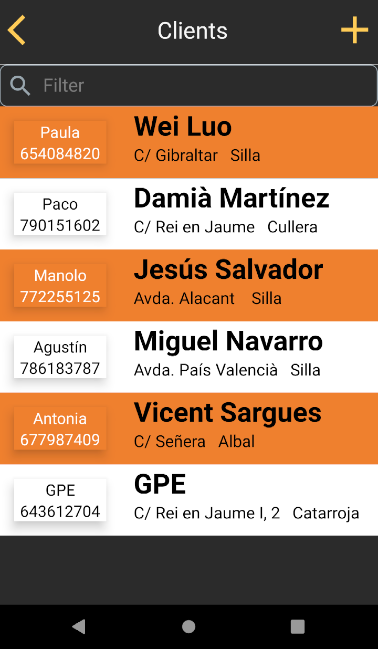 Clients
Filter
Paula
654084820
Wei Luo
C/ Gibraltar Silla
Paco
790151602
Damià Martínez
C/ Rei en Jaume Cullera
Manolo
772255125
Jesús Salvador
Avda. Alacant Silla
Agustín
786183787
Miguel Navarro
Avda. País Valencià Silla
Antonia
677987409
Vicent Sargues
C/ Señera Albal
GPE
643612704
GPE
C/ Rei en Jaume I, 2 Catarroja